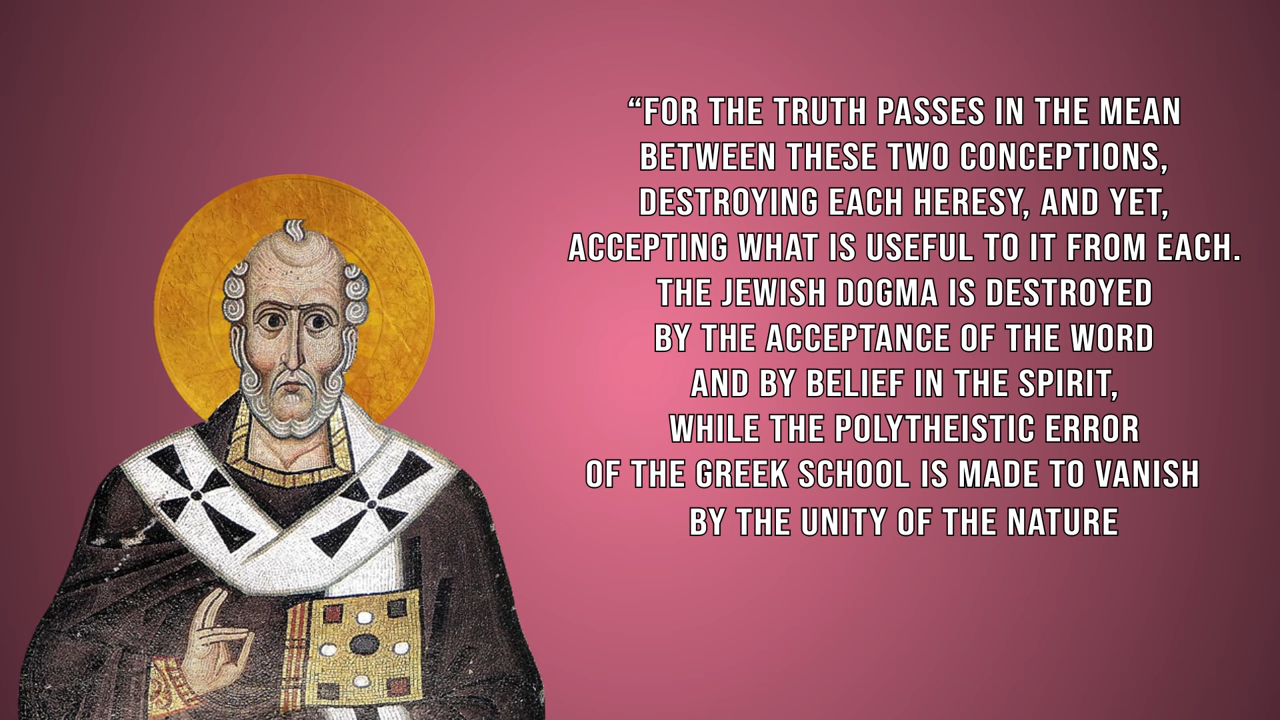 “FOR THE TRUTH PASSES IN THE MEAN
BETWEEN THESE TWO CONCEPTIONS,
DESTROYING EACH HERESY, AND YET,
ACCEPTING WHAT IS USEFUL TO IT FROM EACH.
THE JEWISH DOGMA IS DESTROYED
BY THE ACCEPTANCE OF THE WORD
AND BY BELIEF IN THE SPIRIT,
WHILE THE POLYTHEISTIC ERROR
OF THE GREEK SCHOOL IS MADE TO VANISH
BY THE UNITY OF THE NATURE